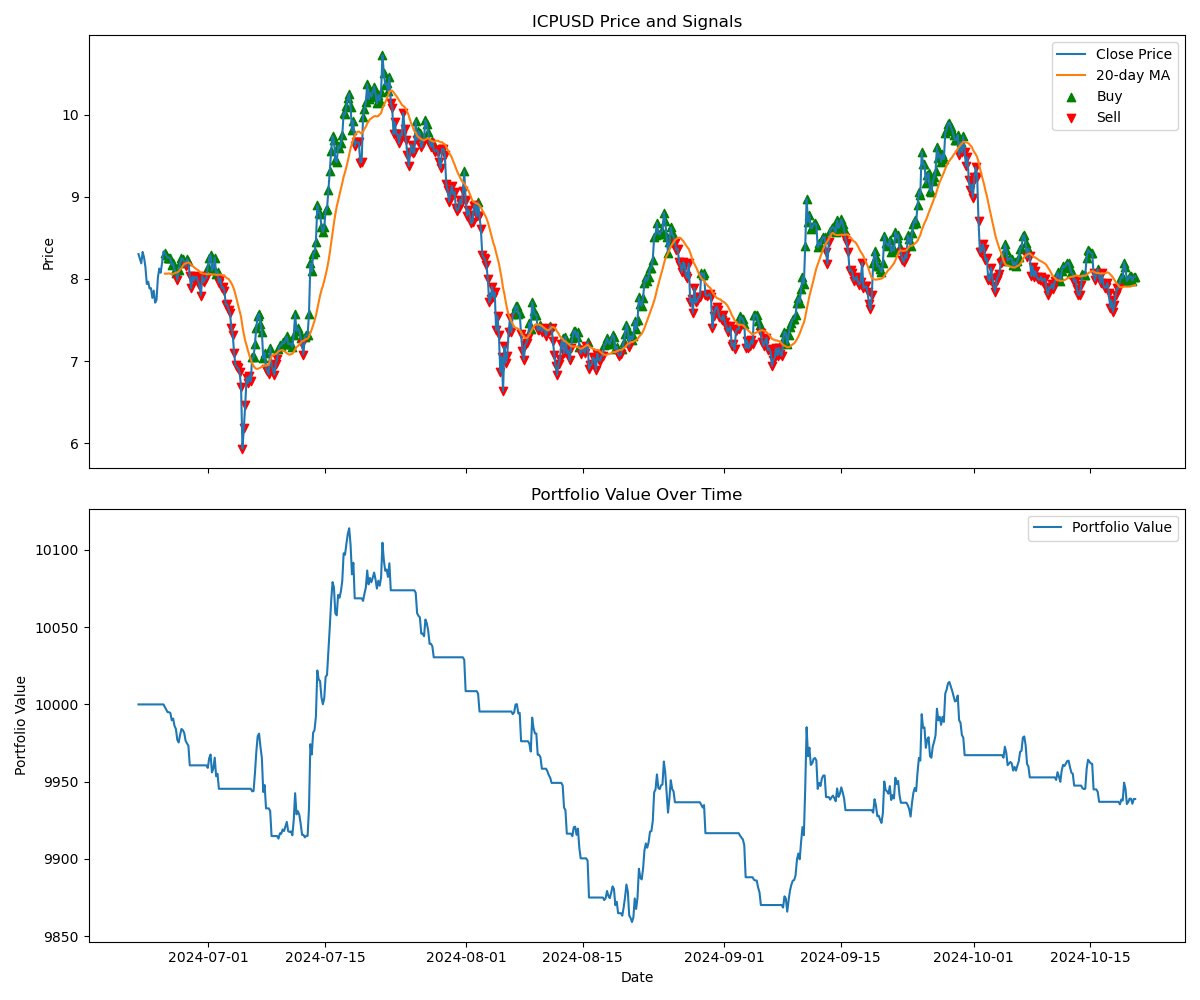 ICPUSD Price and Signals
Close Price
20-day MA
Buy
Sell
Price
10
9
8
7
6
Portfolio Value Over Time
Portfolio Value
Portfolio Value
10100
10050
10000
9950
9900
9850
2024-07-01 2024-07-15 2024-08-01 2024-08-15 2024-09-01 2024-09-15 2024-10-01 2024-10-15
Date